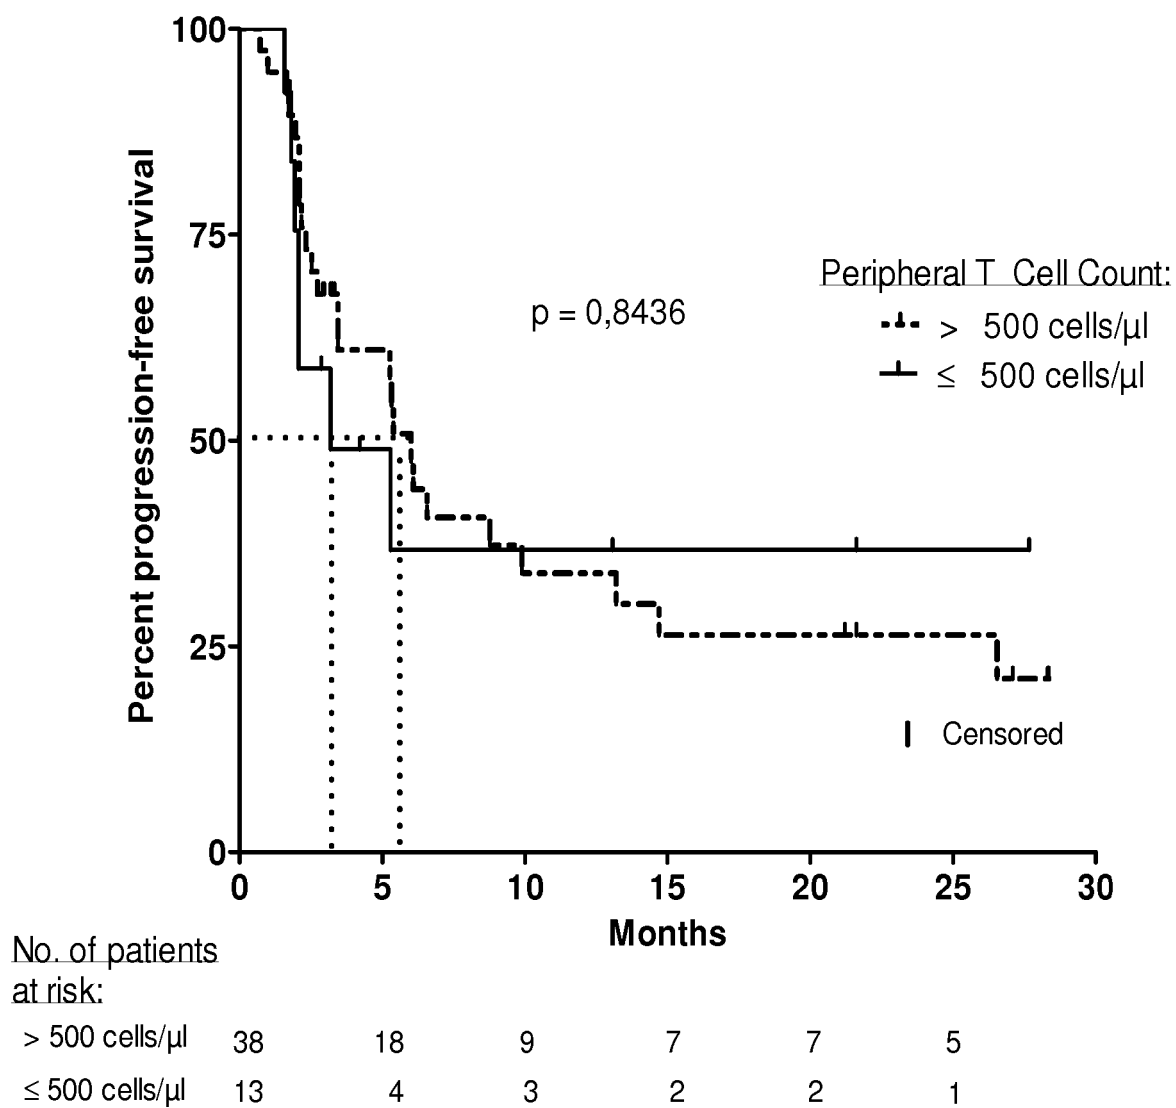 100
75
50
25
0
Percent progression-free survival
p = 0,8436
Peripheral T Cell Count:
> 500 cells/µl
≤ 500 cells/µl
Censored
0 5 10 15 20 25 30
Months
No. of patients
at risk:
> 500 cells/µl 38 18 9 7 7 5
≤ 500 cells/µl 13 4 3 2 2 1